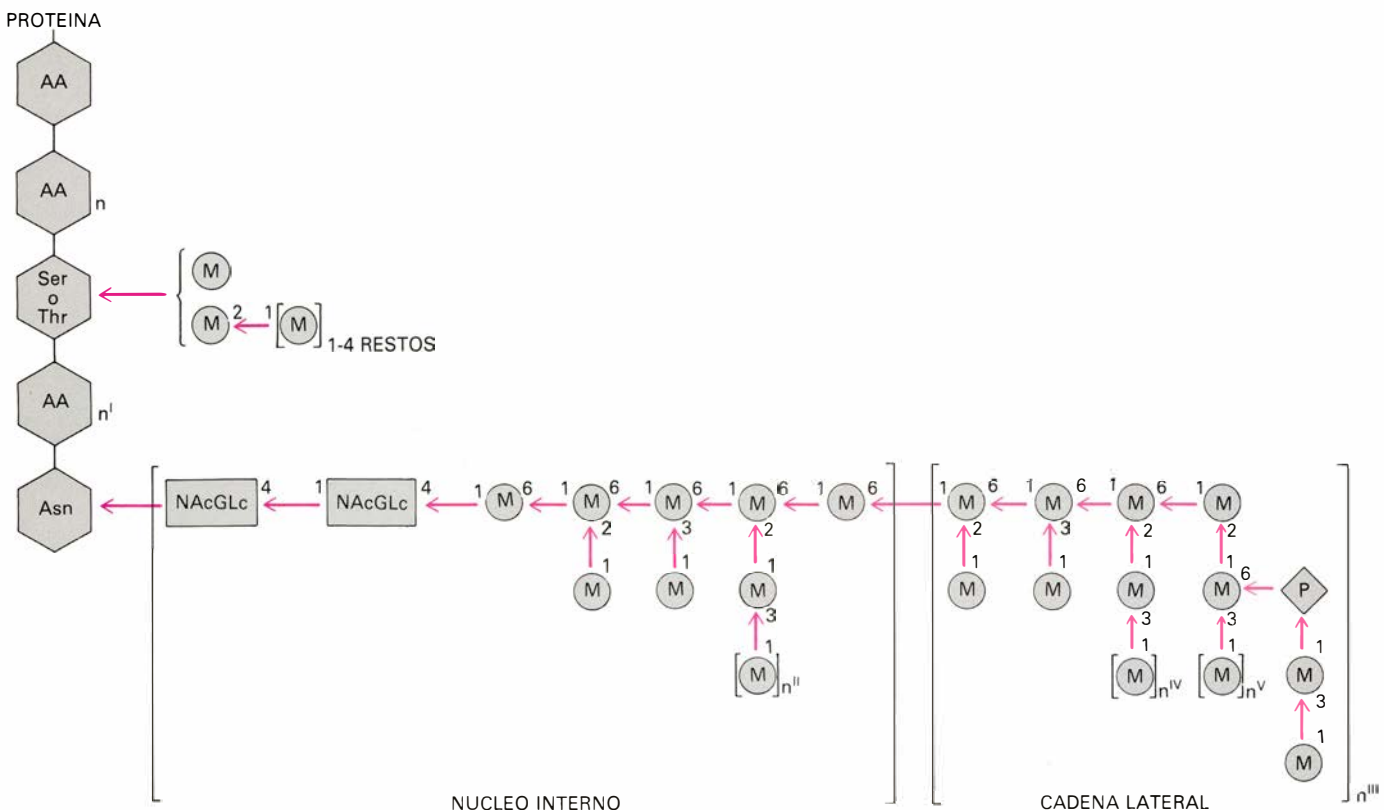 PROTEINA
AA
AA n
Ser o Thr
M
M 2 1 [M] 1-4 RESTOS
AA n^I
Asn NAcGLc 4 1 NAcGLc 4 1 M 6 1 M 6 1 M 6 1 M 6 1 M 6 1 M 6 1 M 6 1 M 6 1 M
2 3 2 2 3 2 2
1 1 1 1 1 1 1 6
M M M M M M M P
3 3 3 1
1 1 1 M
[M] n^II [M] n^IV [M] n^V 3
1
M
n^III
NUCLEO INTERNO CADENA LATERAL